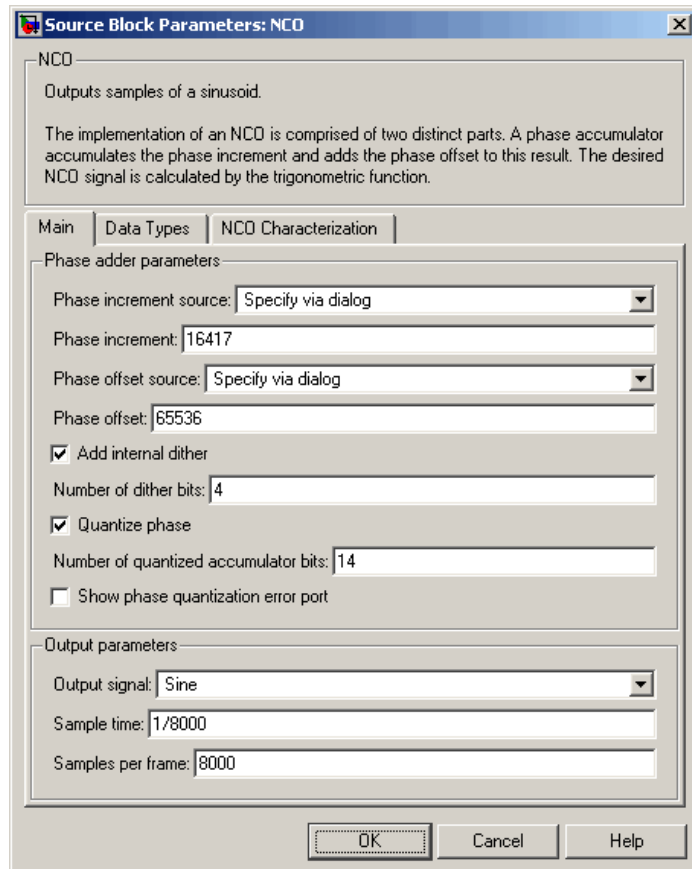 Source Block Parameters: NCO
NCO
Outputs samples of a sinusoid.
The implementation of an NCO is comprised of two distinct parts. A phase accumulator
accumulates the phase increment and adds the phase offset to this result. The desired
NCO signal is calculated by the trigonometric function.
Main Data Types NCO Characterization
Phase adder parameters
Phase increment source: Specify via dialog
Phase increment: 16417
Phase offset source: Specify via dialog
Phase offset: 65536
Add internal dither
Number of dither bits: 4
Quantize phase
Number of quantized accumulator bits: 14
Show phase quantization error port
Output parameters
Output signal: Sine
Sample time: 1/8000
Samples per frame: 8000
OK Cancel Help